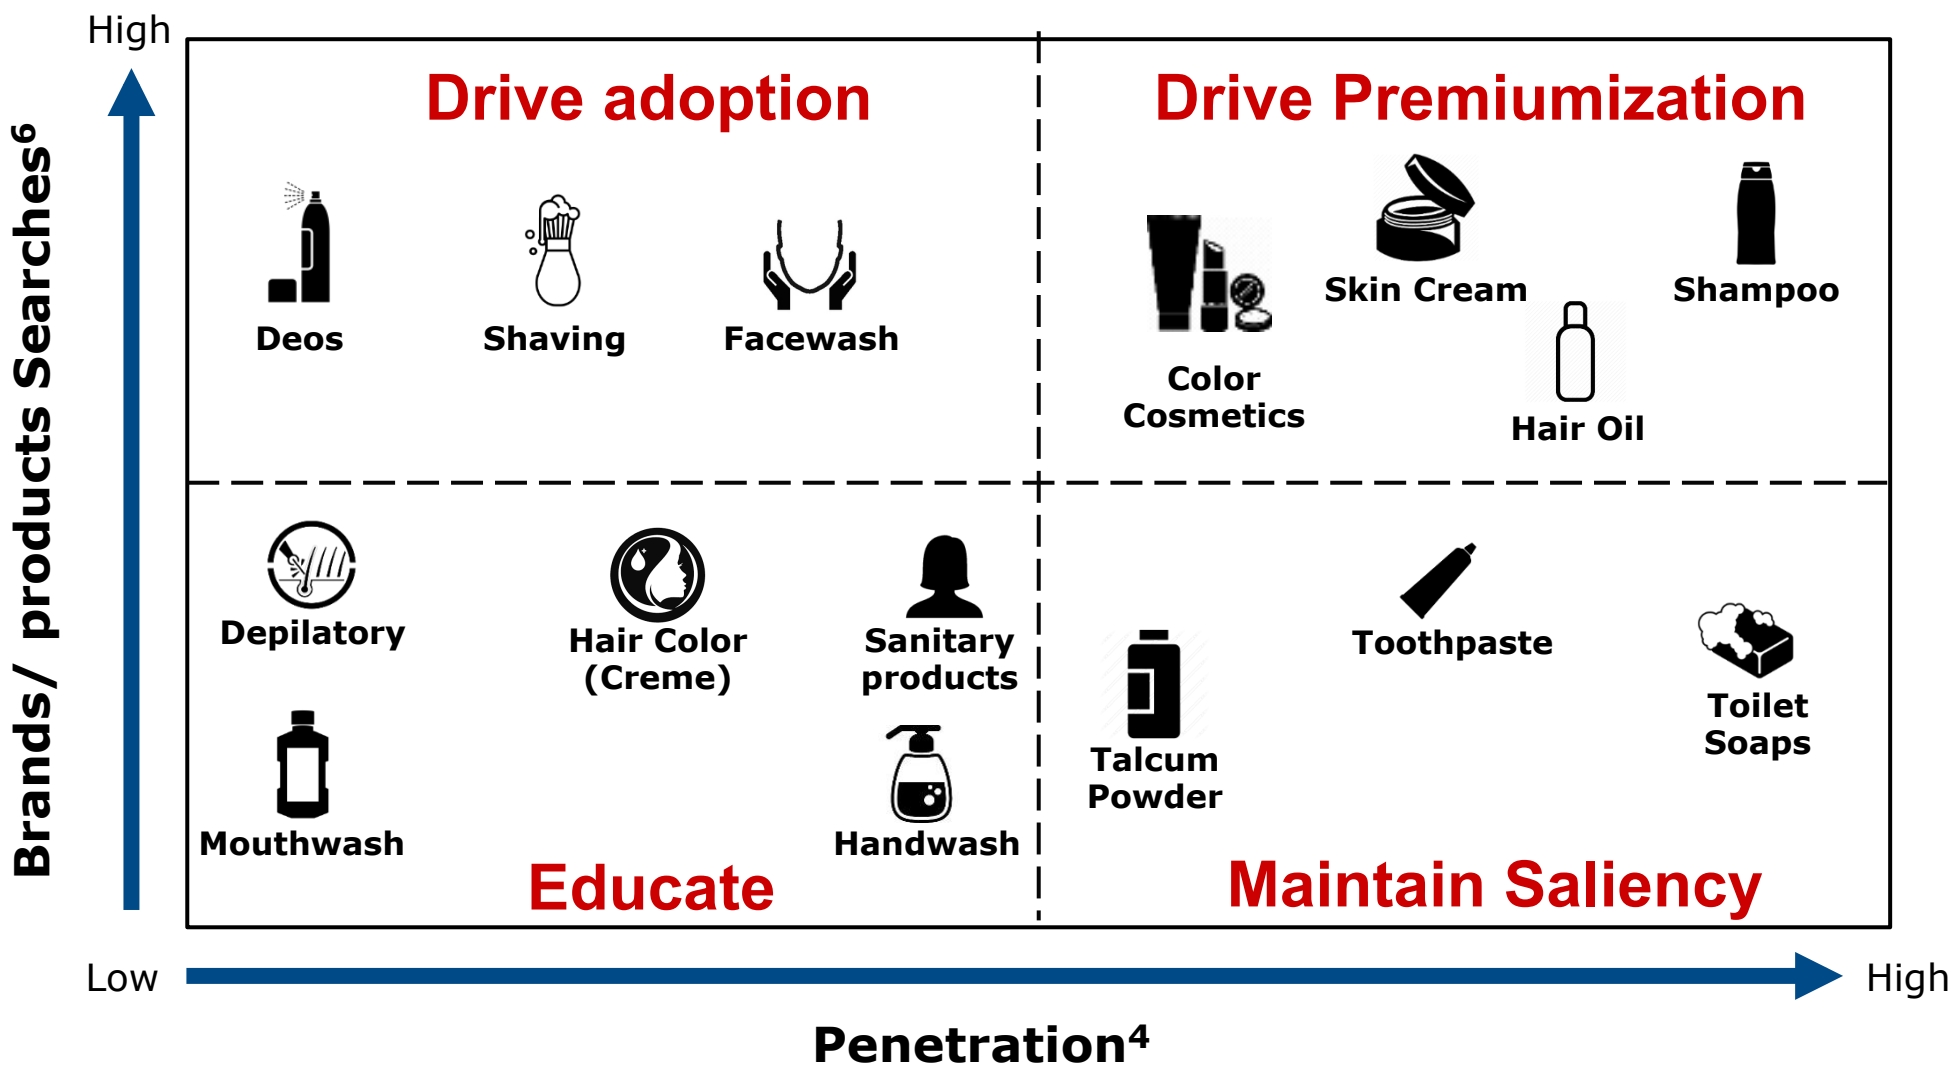 High
Drive adoption
Drive Premiumization
Deos
Shaving
Facewash
Color
Cosmetics
Skin Cream
Shampoo
Hair Oil
Brands/ products Searches⁶
Depilatory
Hair Color
(Creme)
Sanitary
products
Mouthwash
Handwash
Educate
Talcum
Powder
Toothpaste
Toilet
Soaps
Maintain Saliency
Low
High
Penetration⁴